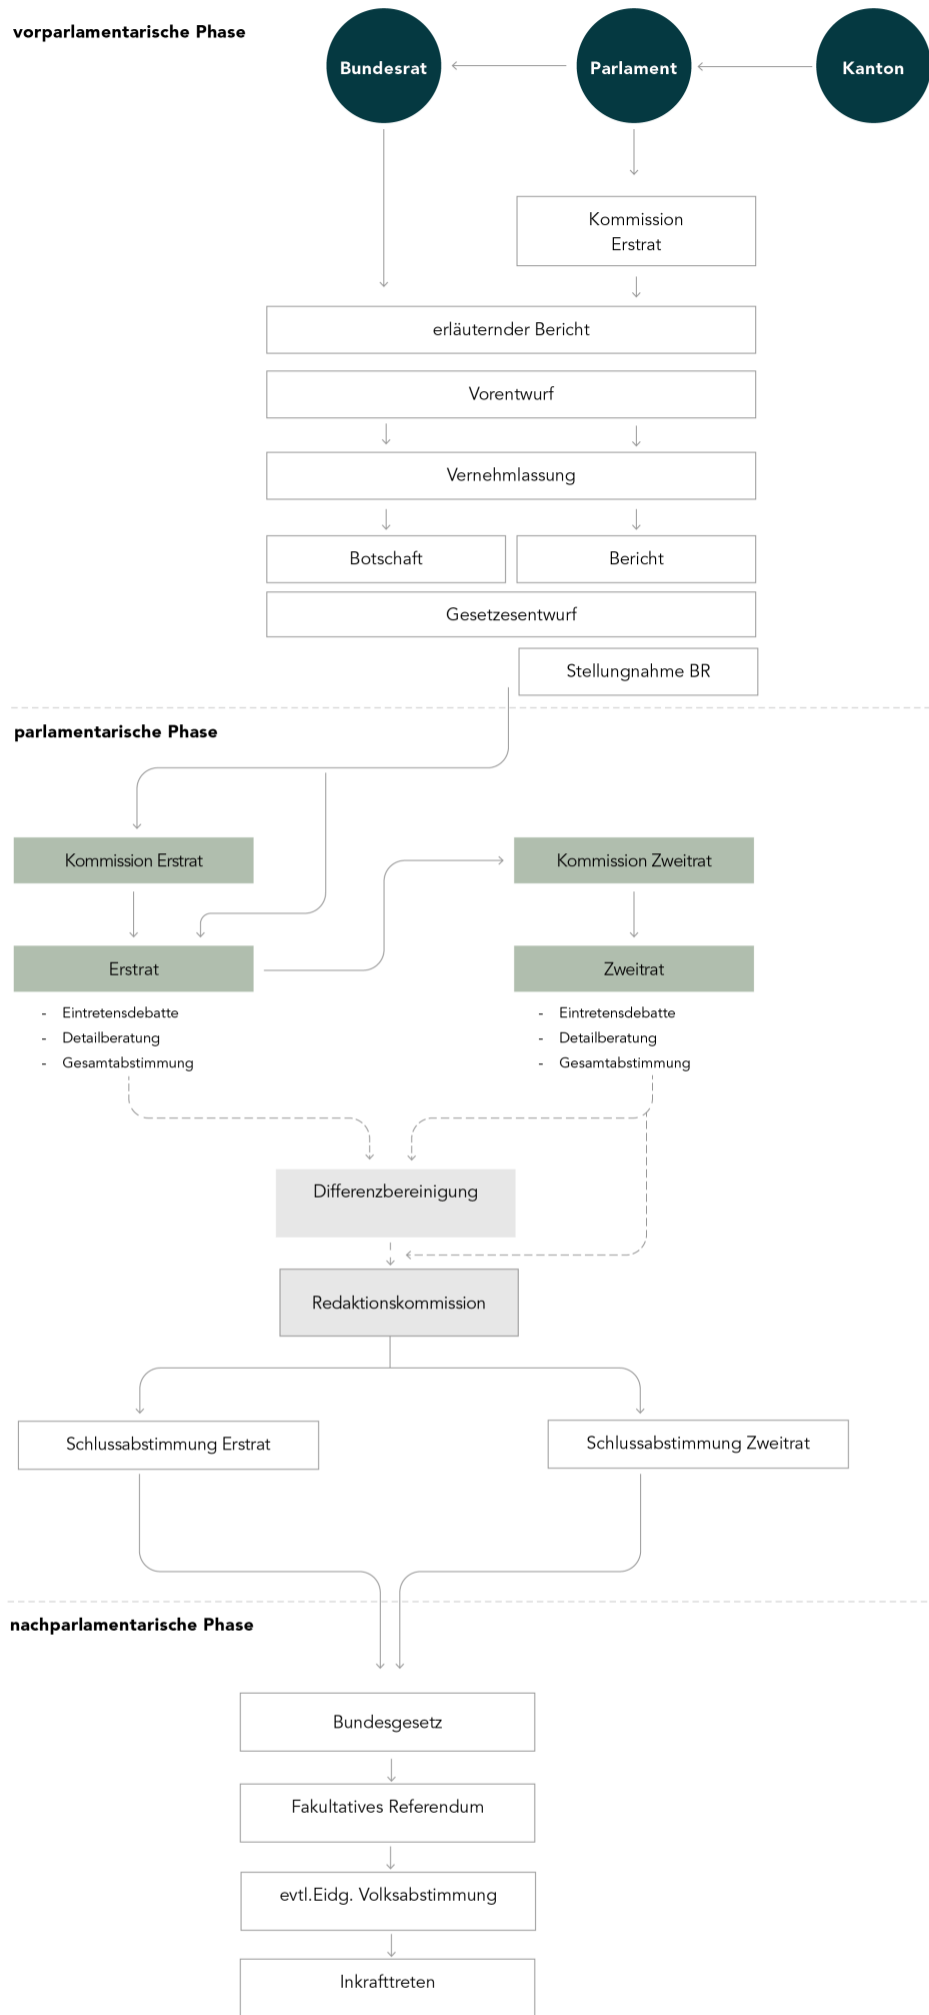 vorparlamentarische Phase
Bundesrat
Parlament
Kanton
Kommission
Erstrat
erläuternder Bericht
Vorentwurf
Vernehmlassung
Botschaft
Bericht
Gesetzesentwurf
Stellungnahme BR
parlamentarische Phase
Kommission Erstrat
Kommission Zweitrat
Erstrat
Zweitrat
- Eintretensdebatte
- Detailberatung
- Gesamtabstimmung
- Eintretensdebatte
- Detailberatung
- Gesamtabstimmung
Differenzbereinigung
Redaktionskommission
Schlussabstimmung Erstrat
Schlussabstimmung Zweitrat
nachparlamentarische Phase
Bundesgesetz
Fakultatives Referendum
evtl.Eidg. Volksabstimmung
Inkrafttreten